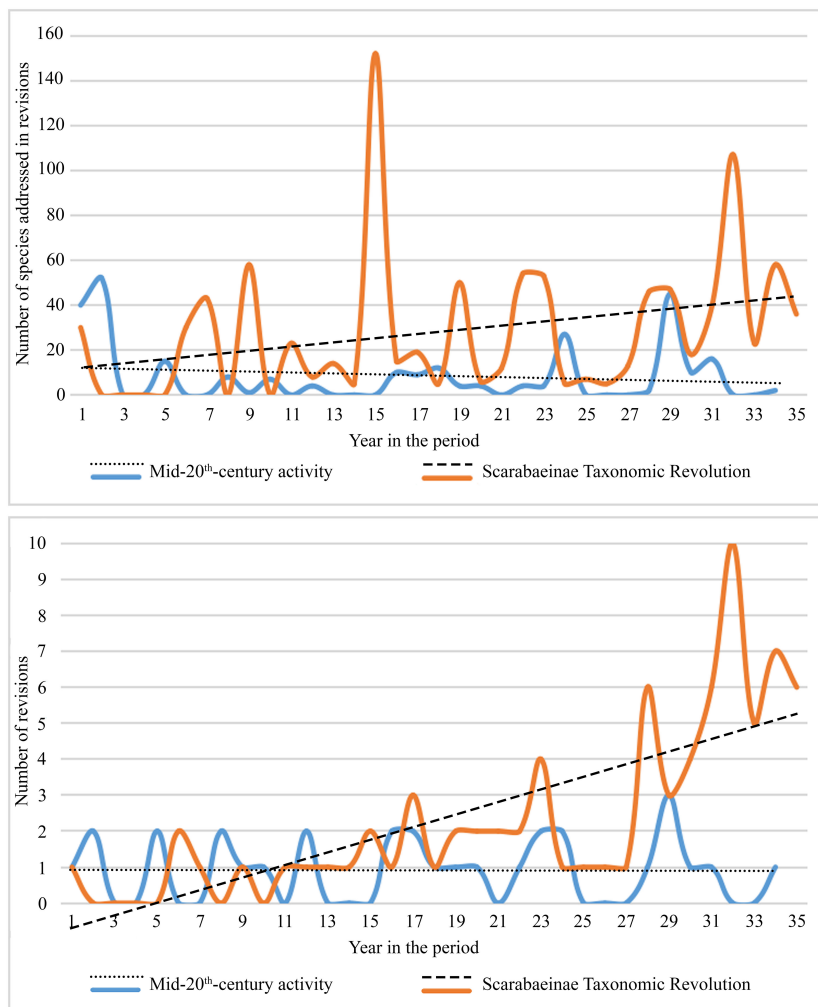 160
140
120
100
80
60
40
20
0
Number of species addressed in revisions
1 3 5 7 9 11 13 15 17 19 21 23 25 27 29 31 33 35
Year in the period
Mid-20th-century activity Scarabaeinae Taxonomic Revolution
10
9
8
7
6
5
4
3
2
1
0
Number of revisions
1 3 5 7 9 11 13 15 17 19 21 23 25 27 29 31 33 35
Year in the period
Mid-20th-century activity Scarabaeinae Taxonomic Revolution